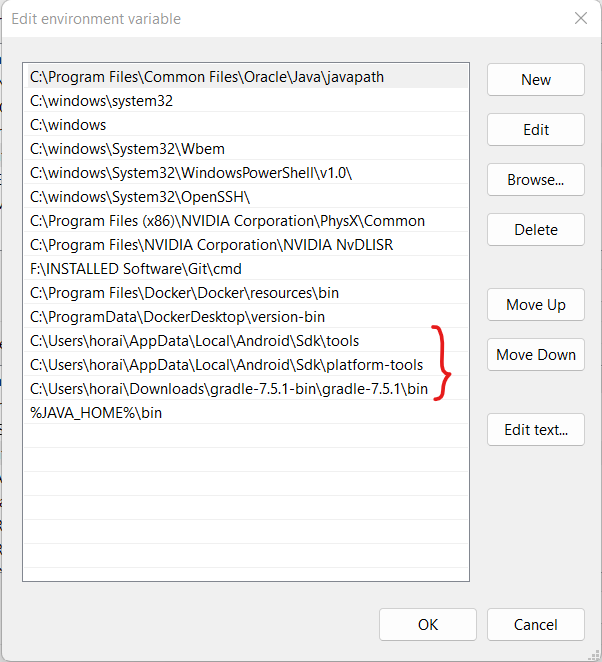 Edit environment variable
C:\Program Files\Common Files\Oracle\Java\javapath
C:\windows\system32
C:\windows
C:\windows\System32\Wbem
C:\windows\System32\WindowsPowerShell\v1.0\
C:\windows\System32\OpenSSH\
C:\Program Files (x86)\NVIDIA Corporation\PhysX\Common
C:\Program Files\NVIDIA Corporation\NVIDIA NvDLISR
F:\INSTALLED Software\Git\cmd
C:\Program Files\Docker\Docker\resources\bin
C:\ProgramData\DockerDesktop\version-bin
C:\Users\horai\AppData\Local\Android\Sdk\tools
C:\Users\horai\AppData\Local\Android\Sdk\platform-tools
C:\Users\horai\Downloads\gradle-7.5.1-bin\gradle-7.5.1\bin
%JAVA_HOME%\bin
New
Edit
Browse...
Delete
Move Up
Move Down
Edit text...
OK
Cancel